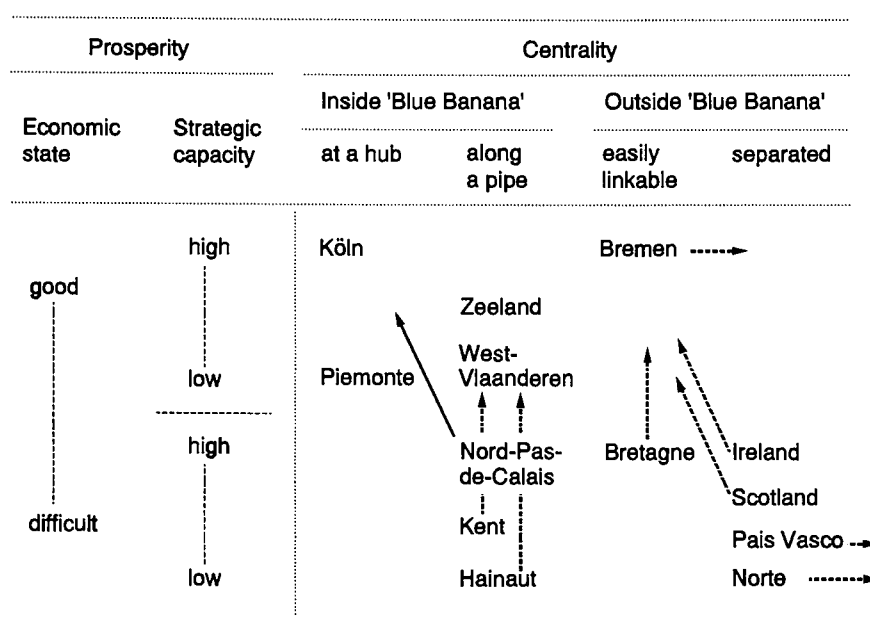 Prosperity
Centrality
Inside 'Blue Banana'
Outside 'Blue Banana'
Economic
state
Strategic
capacity
at a hub
along
a pipe
easily
linkable
separated
high
Köln
Bremen
good
Zeeland
West-
Vlaanderen
low
Piemonte
high
Nord-Pas-
de-Calais
Bretagne
Ireland
Scotland
difficult
Kent
Pais Vasco
low
Hainaut
Norte